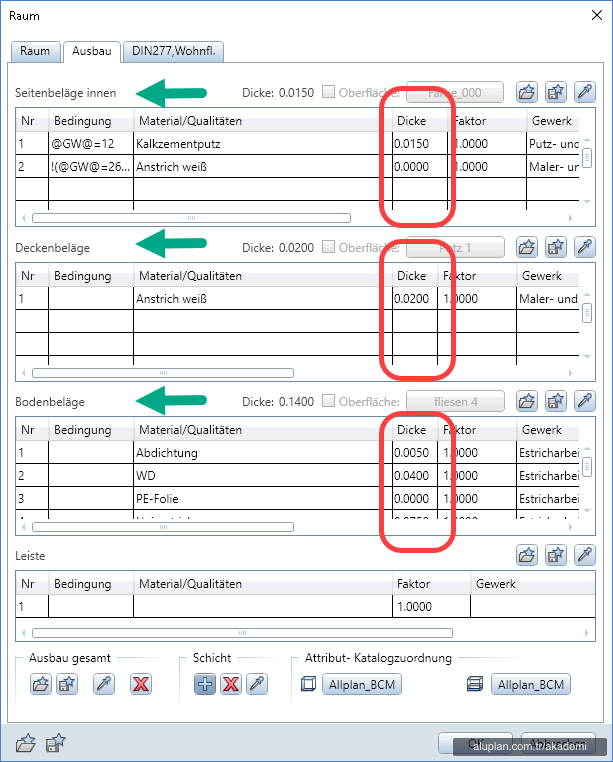 Raum
Raum Ausbau DIN277,Wohnfl.
Seitenbeläge innen Dicke: 0.0150 Oberfläche: Farbe_000
Nr Bedingung Material/Qualitäten Dicke Faktor Gewerk
1 @GW@=12 Kalkzementputz 0.0150 1.0000 Putz- und
2 !(@GW@=26... Anstrich weiß 0.0000 1.0000 Maler- un
Deckenbeläge Dicke: 0.0200 Oberfläche: Putz 1
Nr Bedingung Material/Qualitäten Dicke Faktor Gewerk
1 Anstrich weiß 0.0200 1.0000 Maler- und
Bodenbeläge Dicke: 0.1400 Oberfläche: fliesen 4
Nr Bedingung Material/Qualitäten Dicke Faktor Gewerk
1 Abdichtung 0.0050 1.0000 Estricharbei
2 WD 0.0400 1.0000 Estricharbei
3 PE-Folie 0.0000 1.0000 Estricharbei
Leiste
Nr Bedingung Material/Qualitäten Faktor Gewerk
1 1.0000
Ausbau gesamt Schicht Attribut- Katalogzuordnung
Allplan_BCM Allplan_BCM
aluplan.com.tr/akademi